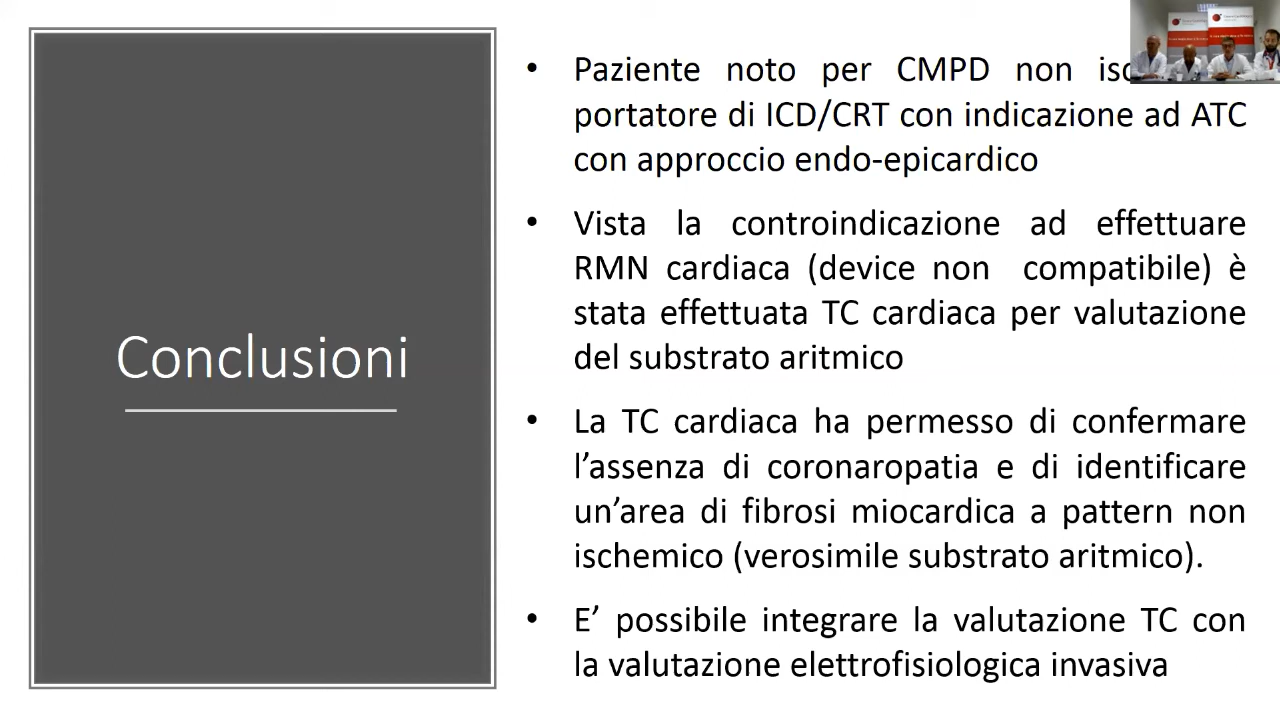 Conclusioni
• Paziente noto per CMPD non
portatore di ICD/CRT con indicazione ad ATC
con approccio endo-epicardico
• Vista la controindicazione ad effettuare
RMN cardiaca (device non compatibile) è
stata effettuata TC cardiaca per valutazione
del substrato aritmico
• La TC cardiaca ha permesso di confermare
l’assenza di coronaropatia e di identificare
un’area di fibrosi miocardica a pattern non
ischemico (verosimile substrato aritmico).
• E’ possibile integrare la valutazione TC con
la valutazione elettrofisiologica invasiva